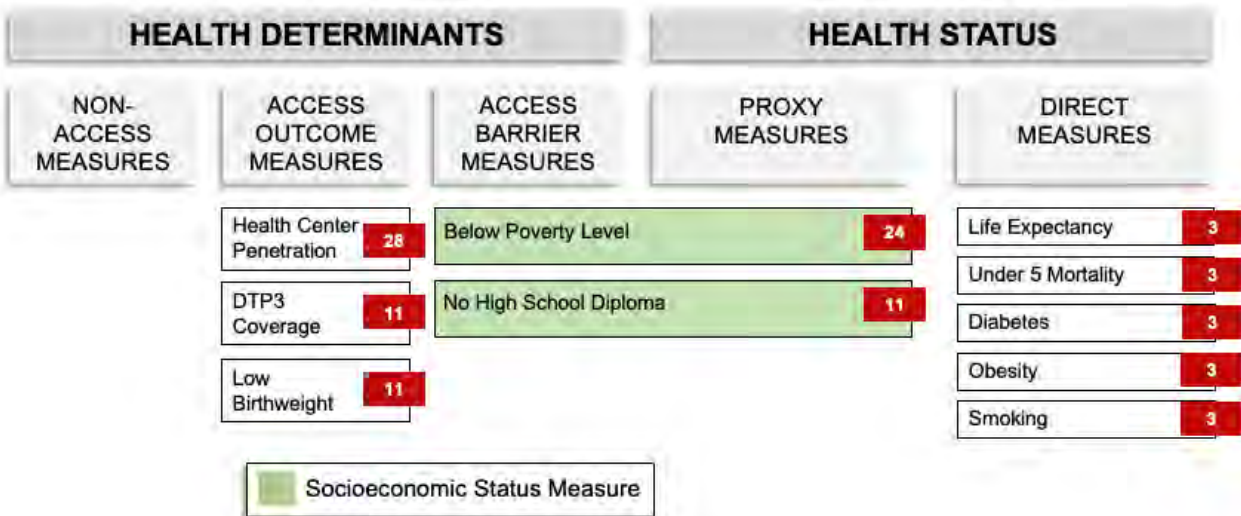 HEALTH DETERMINANTS
HEALTH STATUS
NON-
ACCESS
MEASURES
ACCESS
OUTCOME
MEASURES
ACCESS
BARRIER
MEASURES
PROXY
MEASURES
DIRECT
MEASURES
Health Center
Penetration
28
DTP3
Coverage
11
Low
Birthweight
11
Below Poverty Level
24
No High School Diploma
11
Life Expectancy
3
Under 5 Mortality
3
Diabetes
3
Obesity
3
Smoking
3
Socioeconomic Status Measure